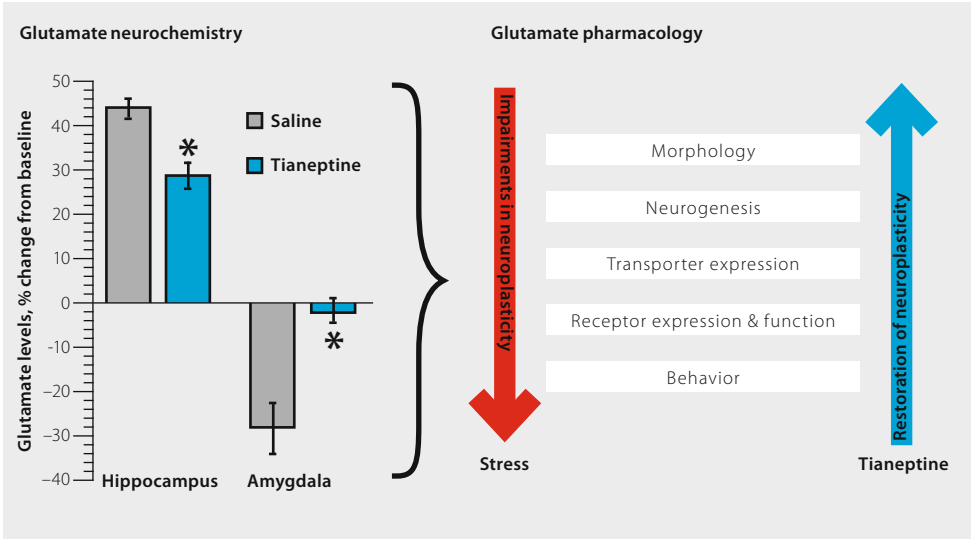 Glutamate neurochemistry
Glutamate pharmacology
Glutamate levels, % change from baseline
50
40
30
20
10
0
-10
−20
−30
−40
*
*
Saline
Tianeptine
Hippocampus
Amygdala
Impairments in neuroplasticity
Stress
Morphology
Neurogenesis
Transporter expression
Receptor expression & function
Behavior
Restoration of neuroplasticity
Tianeptine